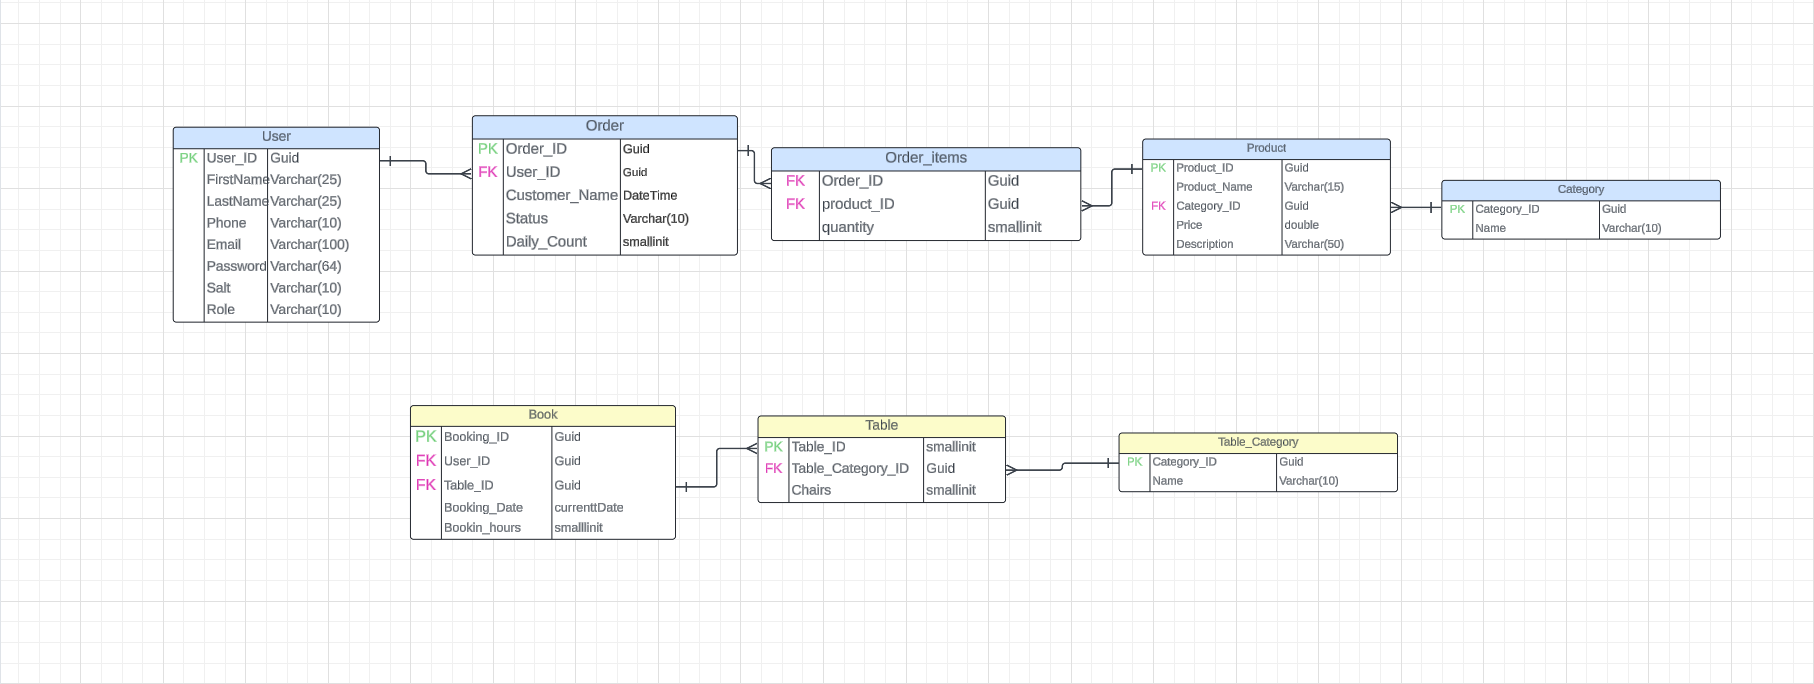 User
PK User_ID Guid
FirstName Varchar(25)
LastName Varchar(25)
Phone Varchar(10)
Email Varchar(100)
Password Varchar(64)
Salt Varchar(10)
Role Varchar(10)
Order
PK Order_ID Guid
FK User_ID Guid
Customer_Name DateTime
Status Varchar(10)
Daily_Count smallinit
Order_items
FK Order_ID Guid
FK product_ID Guid
quantity smallinit
Product
PK Product_ID Guid
Product_Name Varchar(15)
FK Category_ID Guid
Price double
Description Varchar(50)
Category
PK Category_ID Guid
Name Varchar(10)
Book
PK Booking_ID Guid
FK User_ID Guid
FK Table_ID Guid
Booking_Date currenttDate
Bookin_hours smalllinit
Table
PK Table_ID smallinit
FK Table_Category_ID Guid
Chairs smallinit
Table_Category
PK Category_ID Guid
Name Varchar(10)